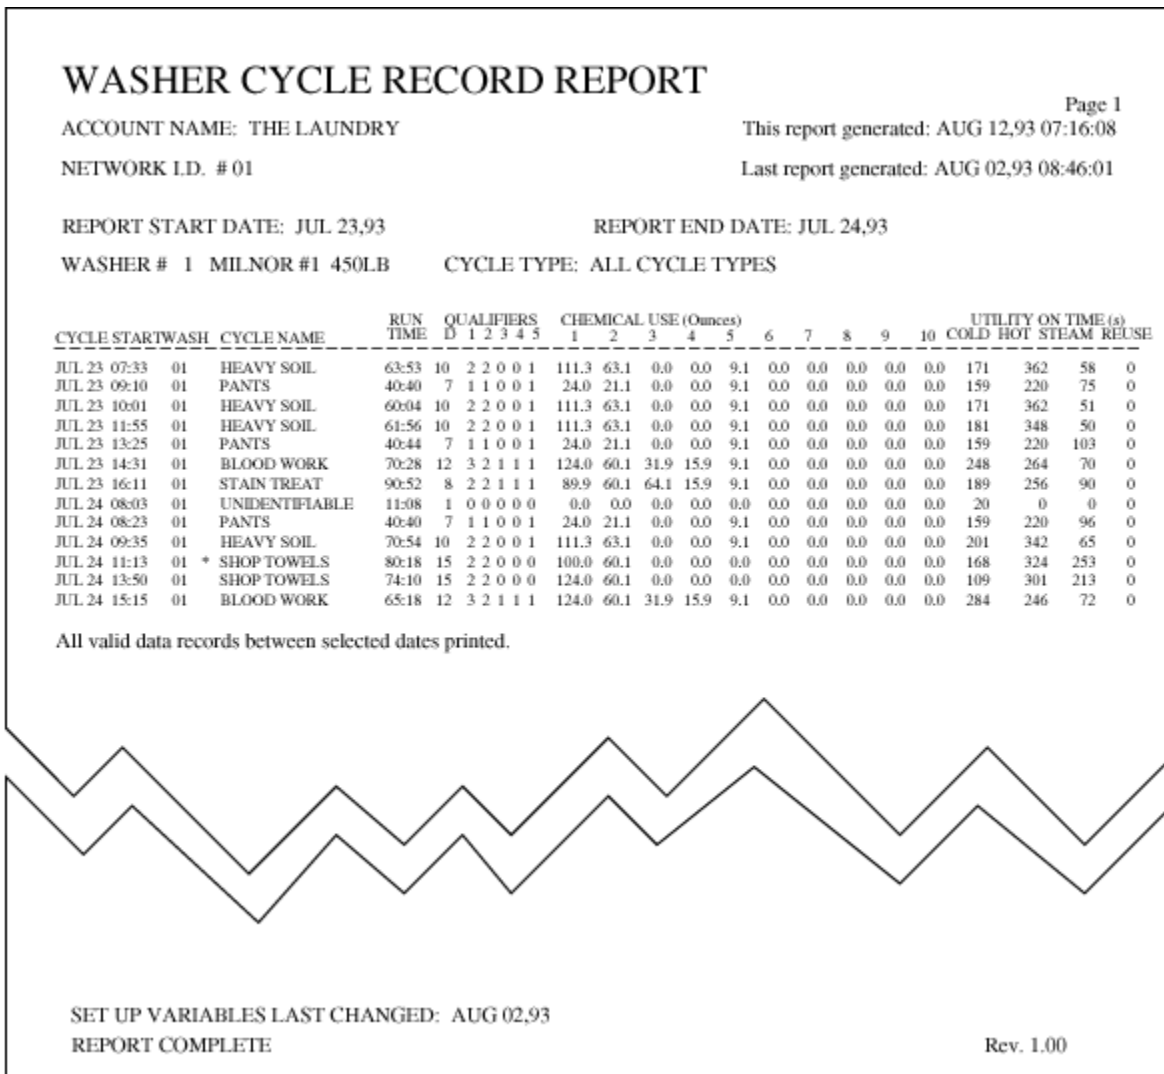 WASHER CYCLE RECORD REPORT
Page 1
ACCOUNT NAME: THE LAUNDRY This report generated: AUG 12,93 07:16:08
NETWORK I.D. # 01 Last report generated: AUG 02,93 08:46:01
REPORT START DATE: JUL 23,93 REPORT END DATE: JUL 24,93
WASHER # 1 MILNOR #1 450LB CYCLE TYPE: ALL CYCLE TYPES
RUN QUALIFIERS CHEMICAL USE (Ounces) UTILITY ON TIME (s)
CYCLE START WASH CYCLE NAME TIME D 1 2 3 4 5 1 2 3 4 5 6 7 8 9 10 COLD HOT STEAM REUSE
JUL 23 07:33 01 HEAVY SOIL 63:53 10 2 2 0 0 1 111.3 63.1 0.0 0.0 9.1 0.0 0.0 0.0 0.0 0.0 171 362 58 0
JUL 23 09:10 01 PANTS 40:40 7 1 1 0 0 1 24.0 21.1 0.0 0.0 9.1 0.0 0.0 0.0 0.0 0.0 159 220 75 0
JUL 23 10:01 01 HEAVY SOIL 60:04 10 2 2 0 0 1 111.3 63.1 0.0 0.0 9.1 0.0 0.0 0.0 0.0 0.0 171 362 51 0
JUL 23 11:55 01 HEAVY SOIL 61:56 10 2 2 0 0 1 111.3 63.1 0.0 0.0 9.1 0.0 0.0 0.0 0.0 0.0 181 348 50 0
JUL 23 13:25 01 PANTS 40:44 7 1 1 0 0 1 24.0 21.1 0.0 0.0 9.1 0.0 0.0 0.0 0.0 0.0 159 220 103 0
JUL 23 14:31 01 BLOOD WORK 70:28 12 3 2 1 1 1 124.0 60.1 31.9 15.9 9.1 0.0 0.0 0.0 0.0 0.0 248 264 70 0
JUL 23 16:11 01 STAIN TREAT 90:52 8 2 2 1 1 1 89.9 60.1 64.1 15.9 9.1 0.0 0.0 0.0 0.0 0.0 189 256 90 0
JUL 24 08:03 01 UNIDENTIFIABLE 11:08 1 0 0 0 0 0 0.0 0.0 0.0 0.0 0.0 0.0 0.0 0.0 0.0 0.0 20 0 0 0
JUL 24 08:23 01 PANTS 40:40 7 1 1 0 0 1 24.0 21.1 0.0 0.0 9.1 0.0 0.0 0.0 0.0 0.0 159 220 96 0
JUL 24 09:35 01 HEAVY SOIL 70:54 10 2 2 0 0 1 111.3 63.1 0.0 0.0 9.1 0.0 0.0 0.0 0.0 0.0 201 342 65 0
JUL 24 11:13 01 * SHOP TOWELS 80:18 15 2 2 0 0 0 100.0 60.1 0.0 0.0 0.0 0.0 0.0 0.0 0.0 0.0 168 324 253 0
JUL 24 13:50 01 SHOP TOWELS 74:10 15 2 2 0 0 0 124.0 60.1 0.0 0.0 0.0 0.0 0.0 0.0 0.0 0.0 109 301 213 0
JUL 24 15:15 01 BLOOD WORK 65:18 12 3 2 1 1 1 124.0 60.1 31.9 15.9 9.1 0.0 0.0 0.0 0.0 0.0 284 246 72 0
All valid data records between selected dates printed.
SET UP VARIABLES LAST CHANGED: AUG 02,93
REPORT COMPLETE Rev. 1.00